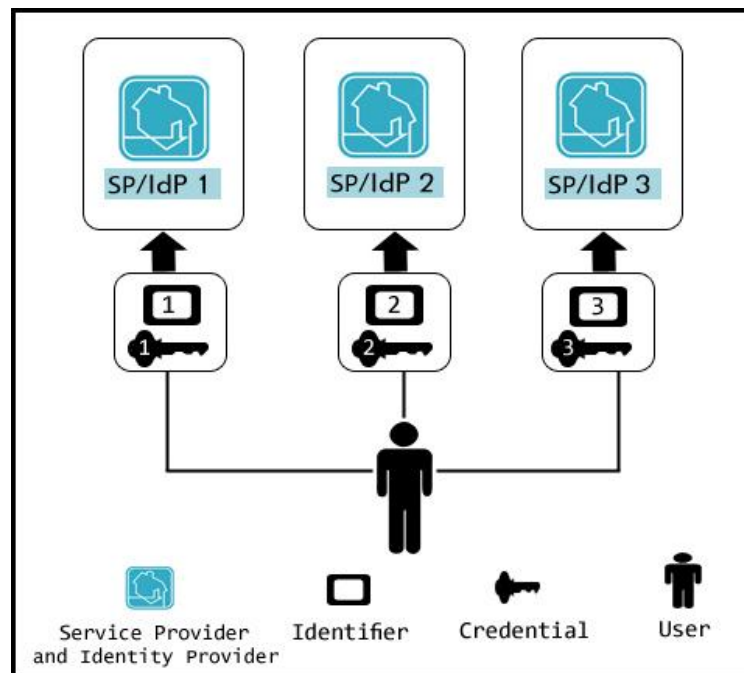 SP/IdP 1
SP/IdP 2
SP/IdP 3
1
2
3
1
2
3
Service Provider
and Identity Provider
Identifier
Credential
User